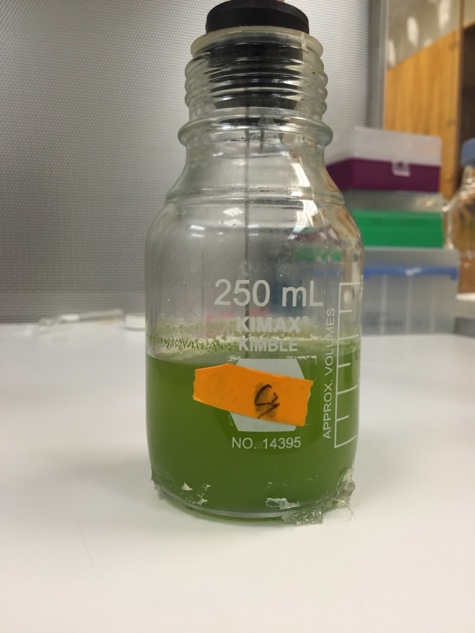 250 mL
KIMAX®
KIMBLE
NO. 14395
APPROX. VOLUMES